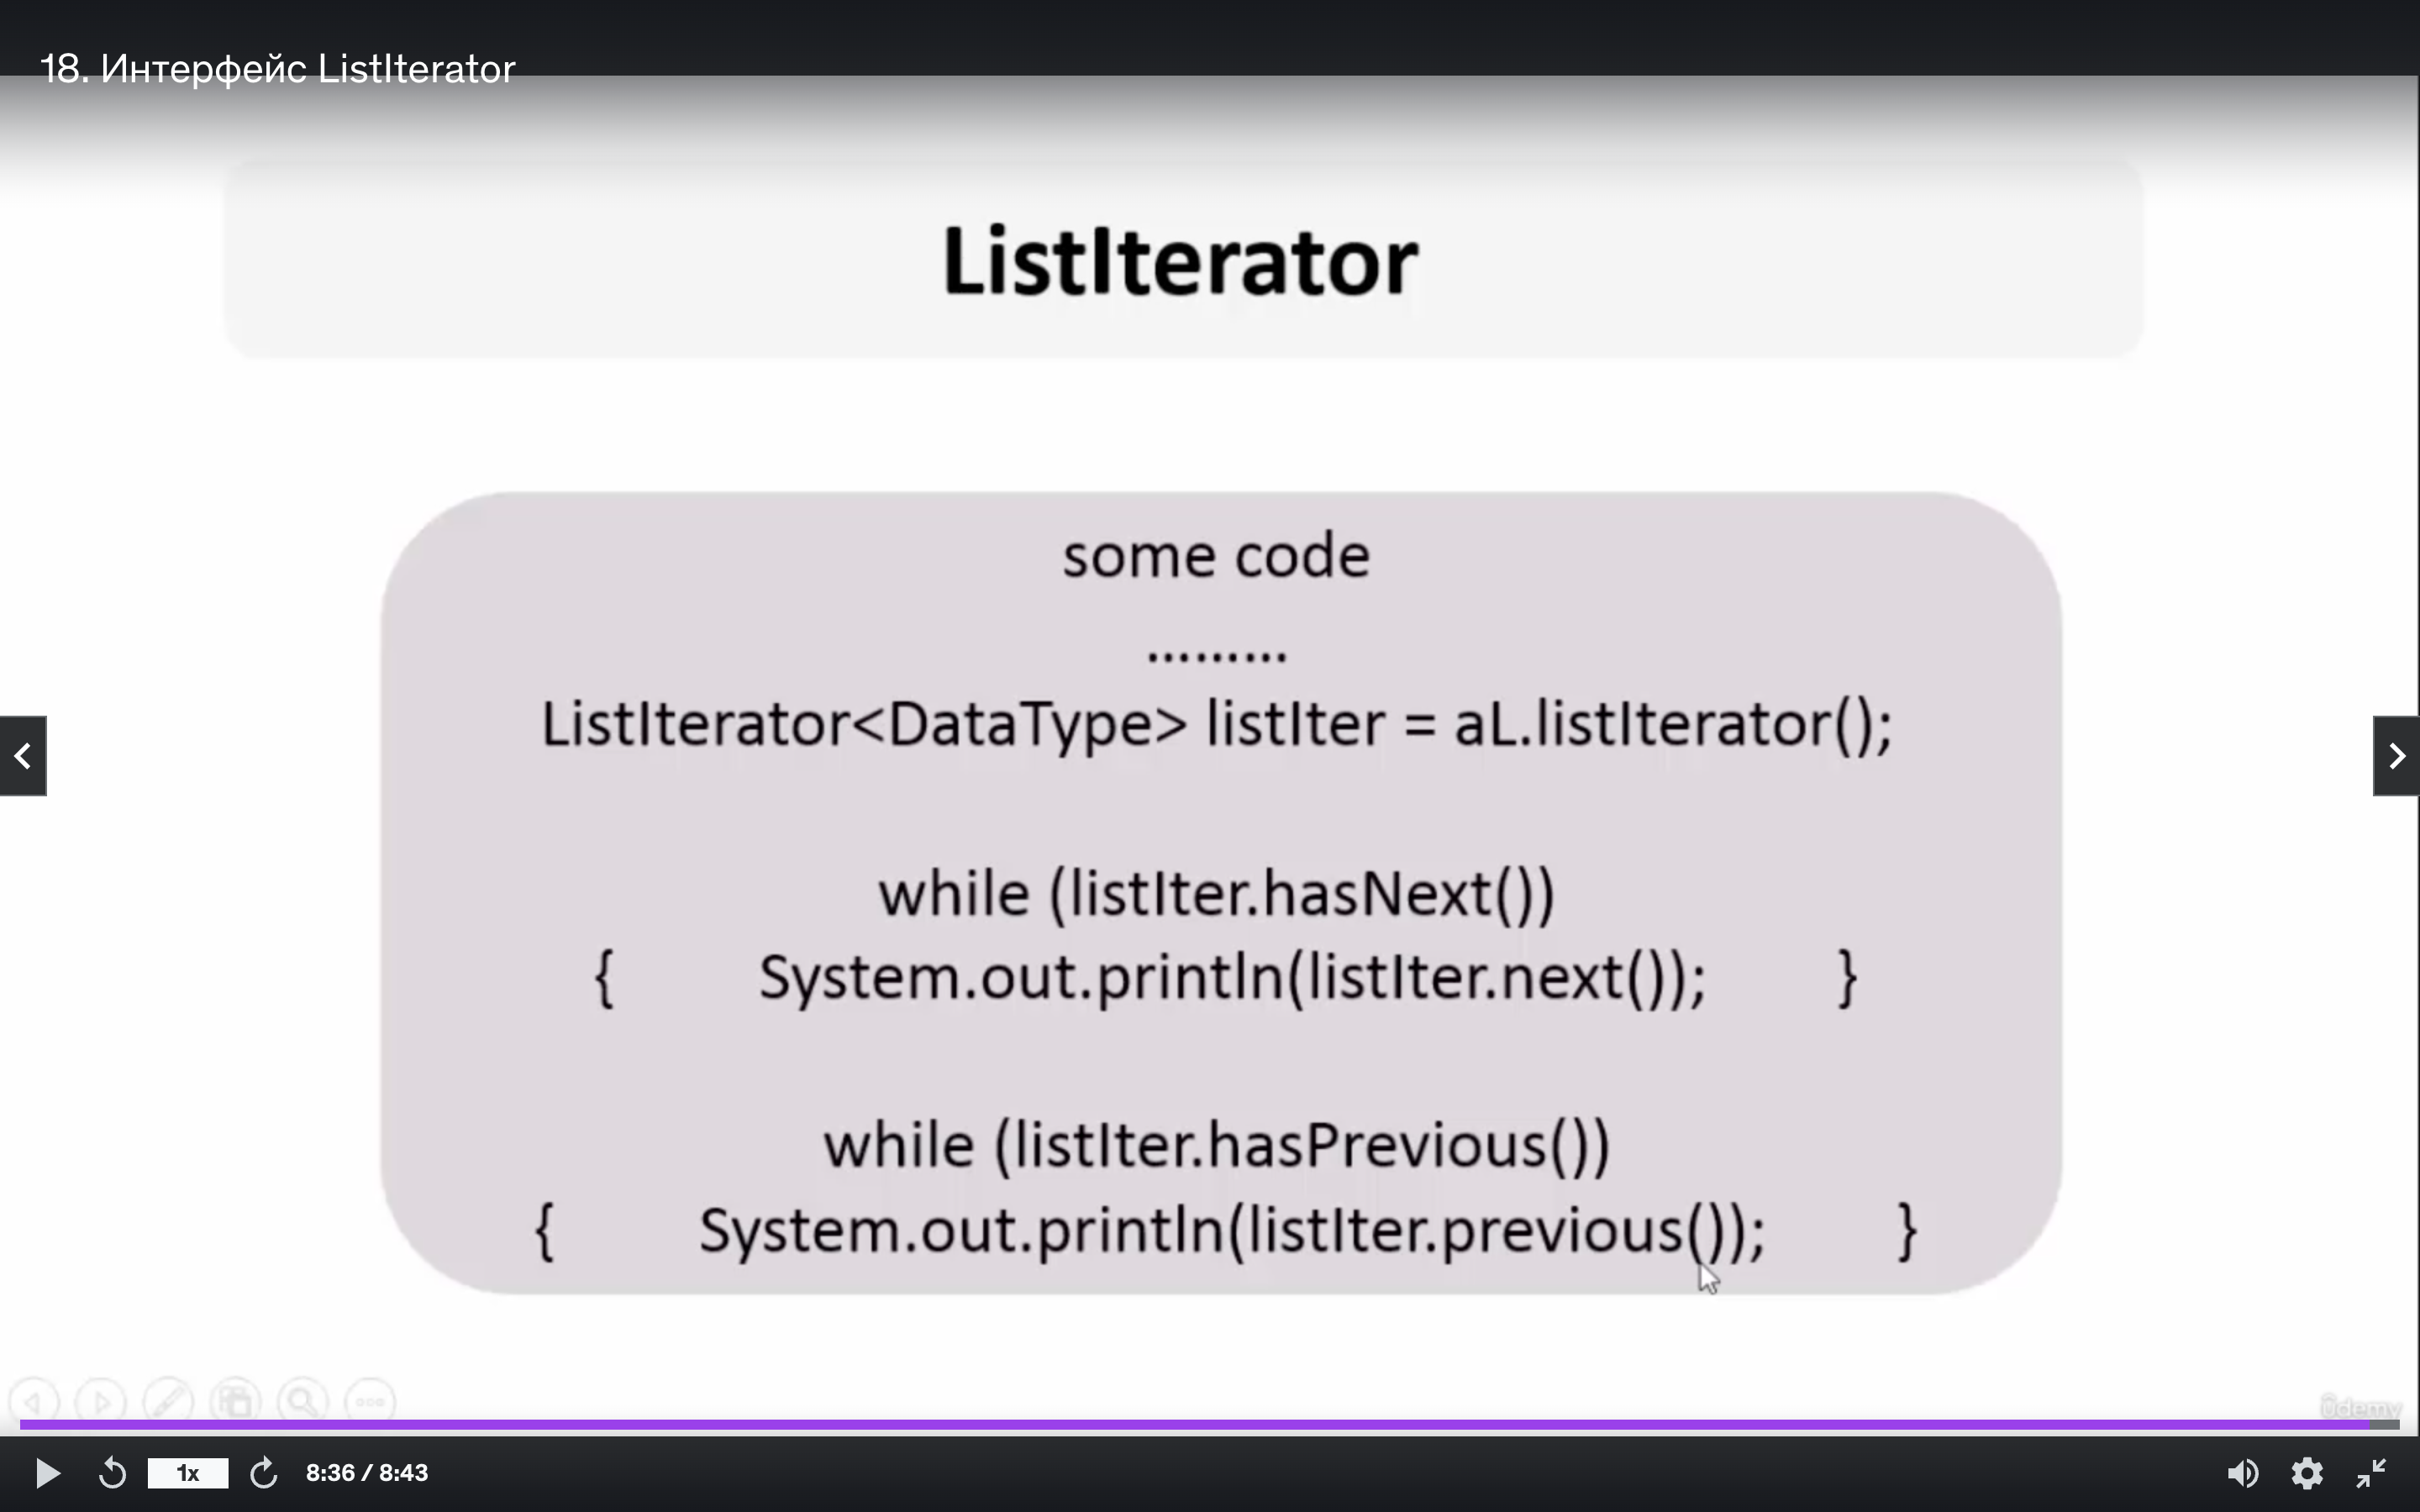 18. Интерфейс ListIterator
ListIterator
some code
.........
ListIterator<DataType> listIter = aL.listIterator();
while (listIter.hasNext())
{ System.out.println(listIter.next()); }
while (listIter.hasPrevious())
{ System.out.println(listIter.previous()); }
ûdemy
1x
8:36 / 8:43